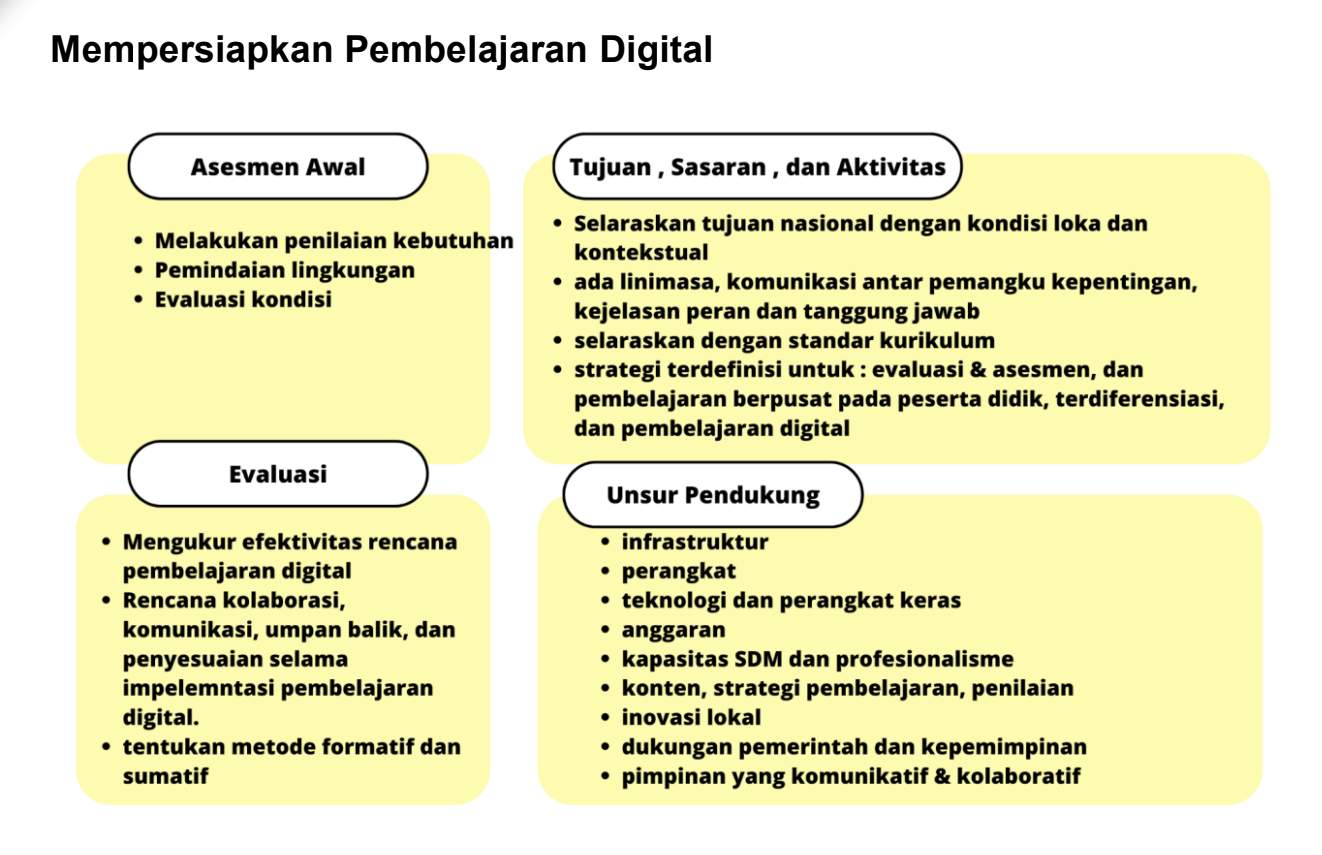 Mempersiapkan Pembelajaran Digital
Asesmen Awal
• Melakukan penilaian kebutuhan
• Pemindaian lingkungan
• Evaluasi kondisi
Tujuan , Sasaran , dan Aktivitas
• Selaraskan tujuan nasional dengan kondisi loka dan
kontekstual
• ada linimasa, komunikasi antar pemangku kepentingan,
kejelasan peran dan tanggung jawab
• selaraskan dengan standar kurikulum
• strategi terdefinisi untuk : evaluasi & asesmen, dan
pembelajaran berpusat pada peserta didik, terdiferensiasi,
dan pembelajaran digital
Evaluasi
• Mengukur efektivitas rencana
pembelajaran digital
• Rencana kolaborasi,
komunikasi, umpan balik, dan
penyesuaian selama
impelemntasi pembelajaran
digital.
• tentukan metode formatif dan
sumatif
Unsur Pendukung
• infrastruktur
• perangkat
• teknologi dan perangkat keras
• anggaran
• kapasitas SDM dan profesionalisme
• konten, strategi pembelajaran, penilaian
• inovasi lokal
• dukungan pemerintah dan kepemimpinan
• pimpinan yang komunikatif & kolaboratif